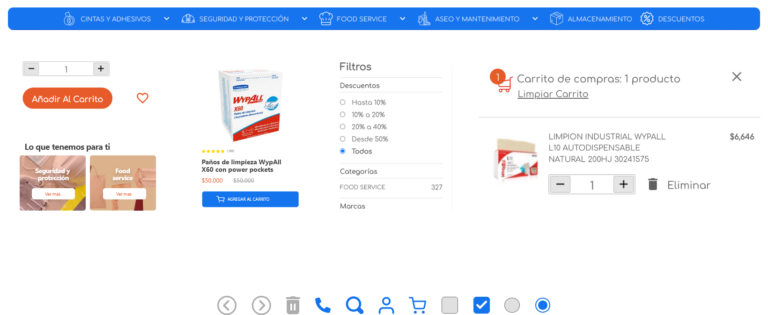 CINTAS Y ADHESIVOS
SEGURIDAD Y PROTECCIÓN
FOOD SERVICE
ASEO Y MANTENIMIENTO
ALMACENAMIENTO
DESCUENTOS
1
Añadir Al Carrito
Lo que tenemos para ti
Seguridad y
protección
Ver mas
Food
service
Ver mas
WYPALL
X60
Paños de limpieza WypAll
X60 con power pockets
$50.000 $50.000
AGREGAR AL CARRITO
Filtros
Descuentos
Hasta 10%
10% a 20%
20% a 40%
Desde 50%
Todos
Categorías
FOOD SERVICE 327
Marcas
1
Carrito de compras: 1 producto
Limpiar Carrito
LIMPION INDUSTRIAL WYPALL
L10 AUTODISPENSABLE
NATURAL 200HJ 30241575
$6,646
1
Eliminar